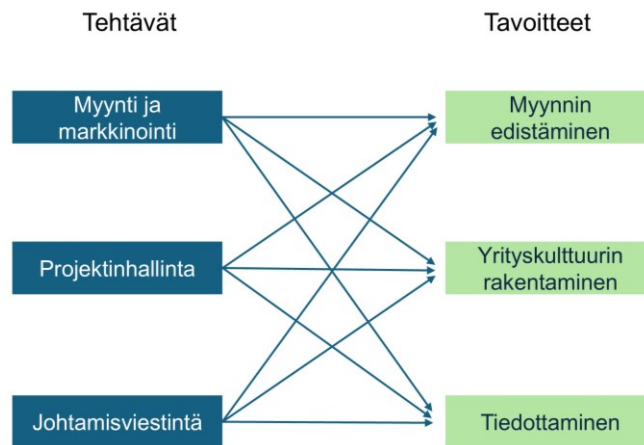 Tehtävät
Tavoitteet
Myynti ja
markkinointi
Myynnin
edistäminen
Projektinhallinta
Yrityskulttuurin
rakentaminen
Johtamisviestintä
Tiedottaminen